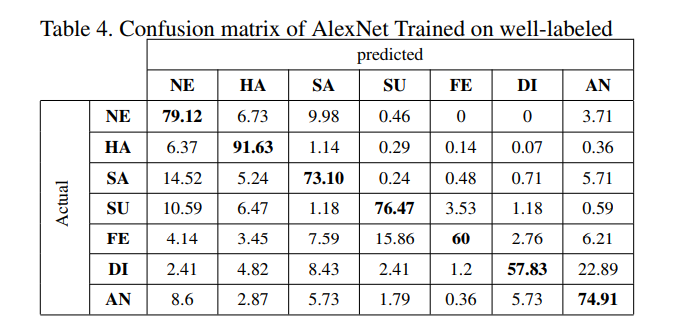 Table 4. Confusion matrix of AlexNet Trained on well-labeled
predicted
NE HA SA SU FE DI AN
Actual
NE 79.12 6.73 9.98 0.46 0 0 3.71
HA 6.37 91.63 1.14 0.29 0.14 0.07 0.36
SA 14.52 5.24 73.10 0.24 0.48 0.71 5.71
SU 10.59 6.47 1.18 76.47 3.53 1.18 0.59
FE 4.14 3.45 7.59 15.86 60 2.76 6.21
DI 2.41 4.82 8.43 2.41 1.2 57.83 22.89
AN 8.6 2.87 5.73 1.79 0.36 5.73 74.91